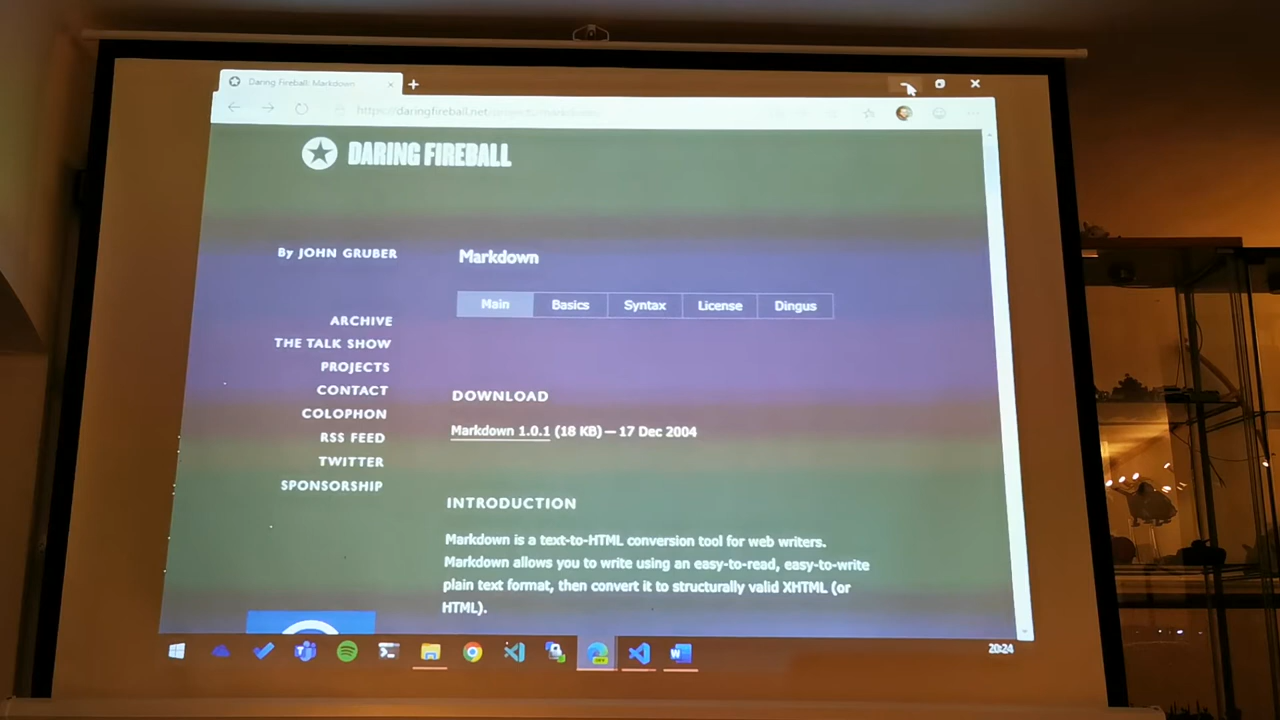 Daring Fireball: Markdown
https://daringfireball.net
DARING FIREBALL
By JOHN GRUBER
ARCHIVE
THE TALK SHOW
PROJECTS
CONTACT
COLOPHON
RSS FEED
TWITTER
SPONSORSHIP
Markdown
Main Basics Syntax License Dingus
DOWNLOAD
Markdown 1.0.1 (18 KB) — 17 Dec 2004
INTRODUCTION
Markdown is a text-to-HTML conversion tool for web writers.
Markdown allows you to write using an easy-to-read, easy-to-write
plain text format, then convert it to structurally valid XHTML (or
HTML).
20:24